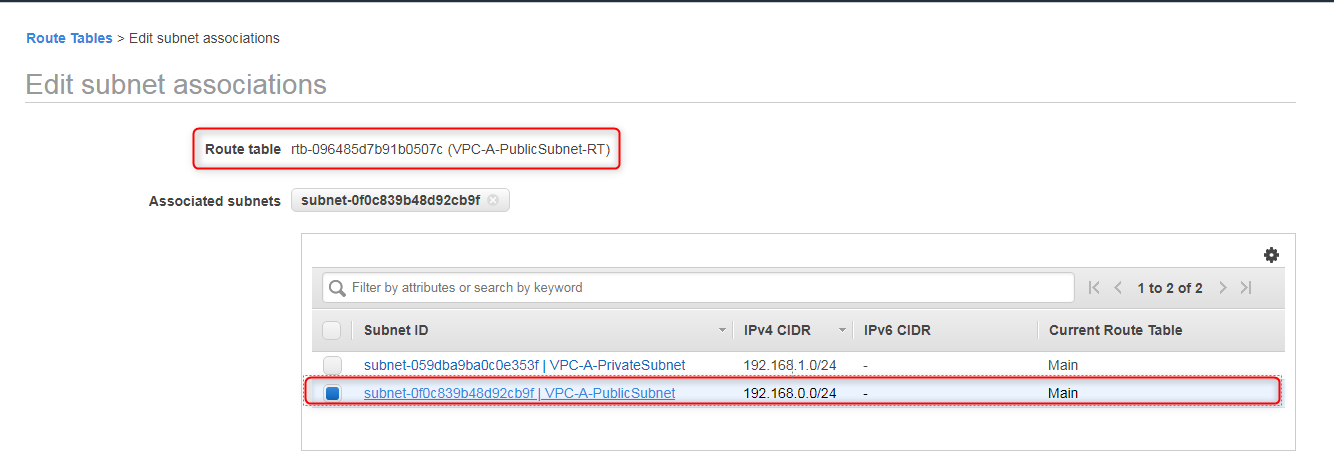 Route Tables > Edit subnet associations
Edit subnet associations
Route table rtb-096485d7b91b0507c (VPC-A-PublicSubnet-RT)
Associated subnets subnet-0f0c839b48d92cb9f
Filter by attributes or search by keyword 1 to 2 of 2
Subnet ID IPv4 CIDR IPv6 CIDR Current Route Table
subnet-059dba9ba0c0e353f | VPC-A-PrivateSubnet 192.168.1.0/24 - Main
subnet-0f0c839b48d92cb9f | VPC-A-PublicSubnet 192.168.0.0/24 - Main